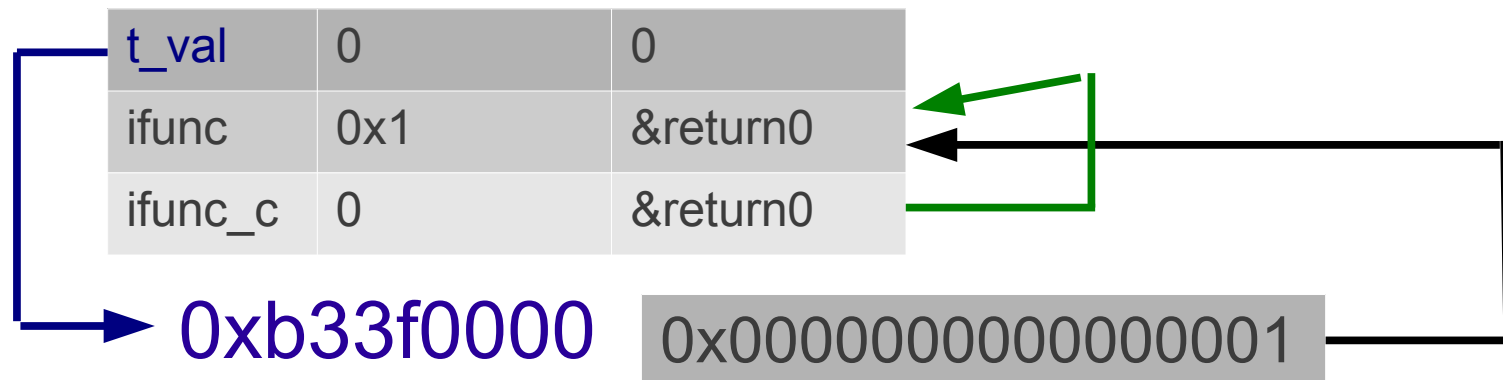 t_val 0 0
ifunc 0x1 &return0
ifunc_c 0 &return0
0xb33f0000 0x0000000000000001